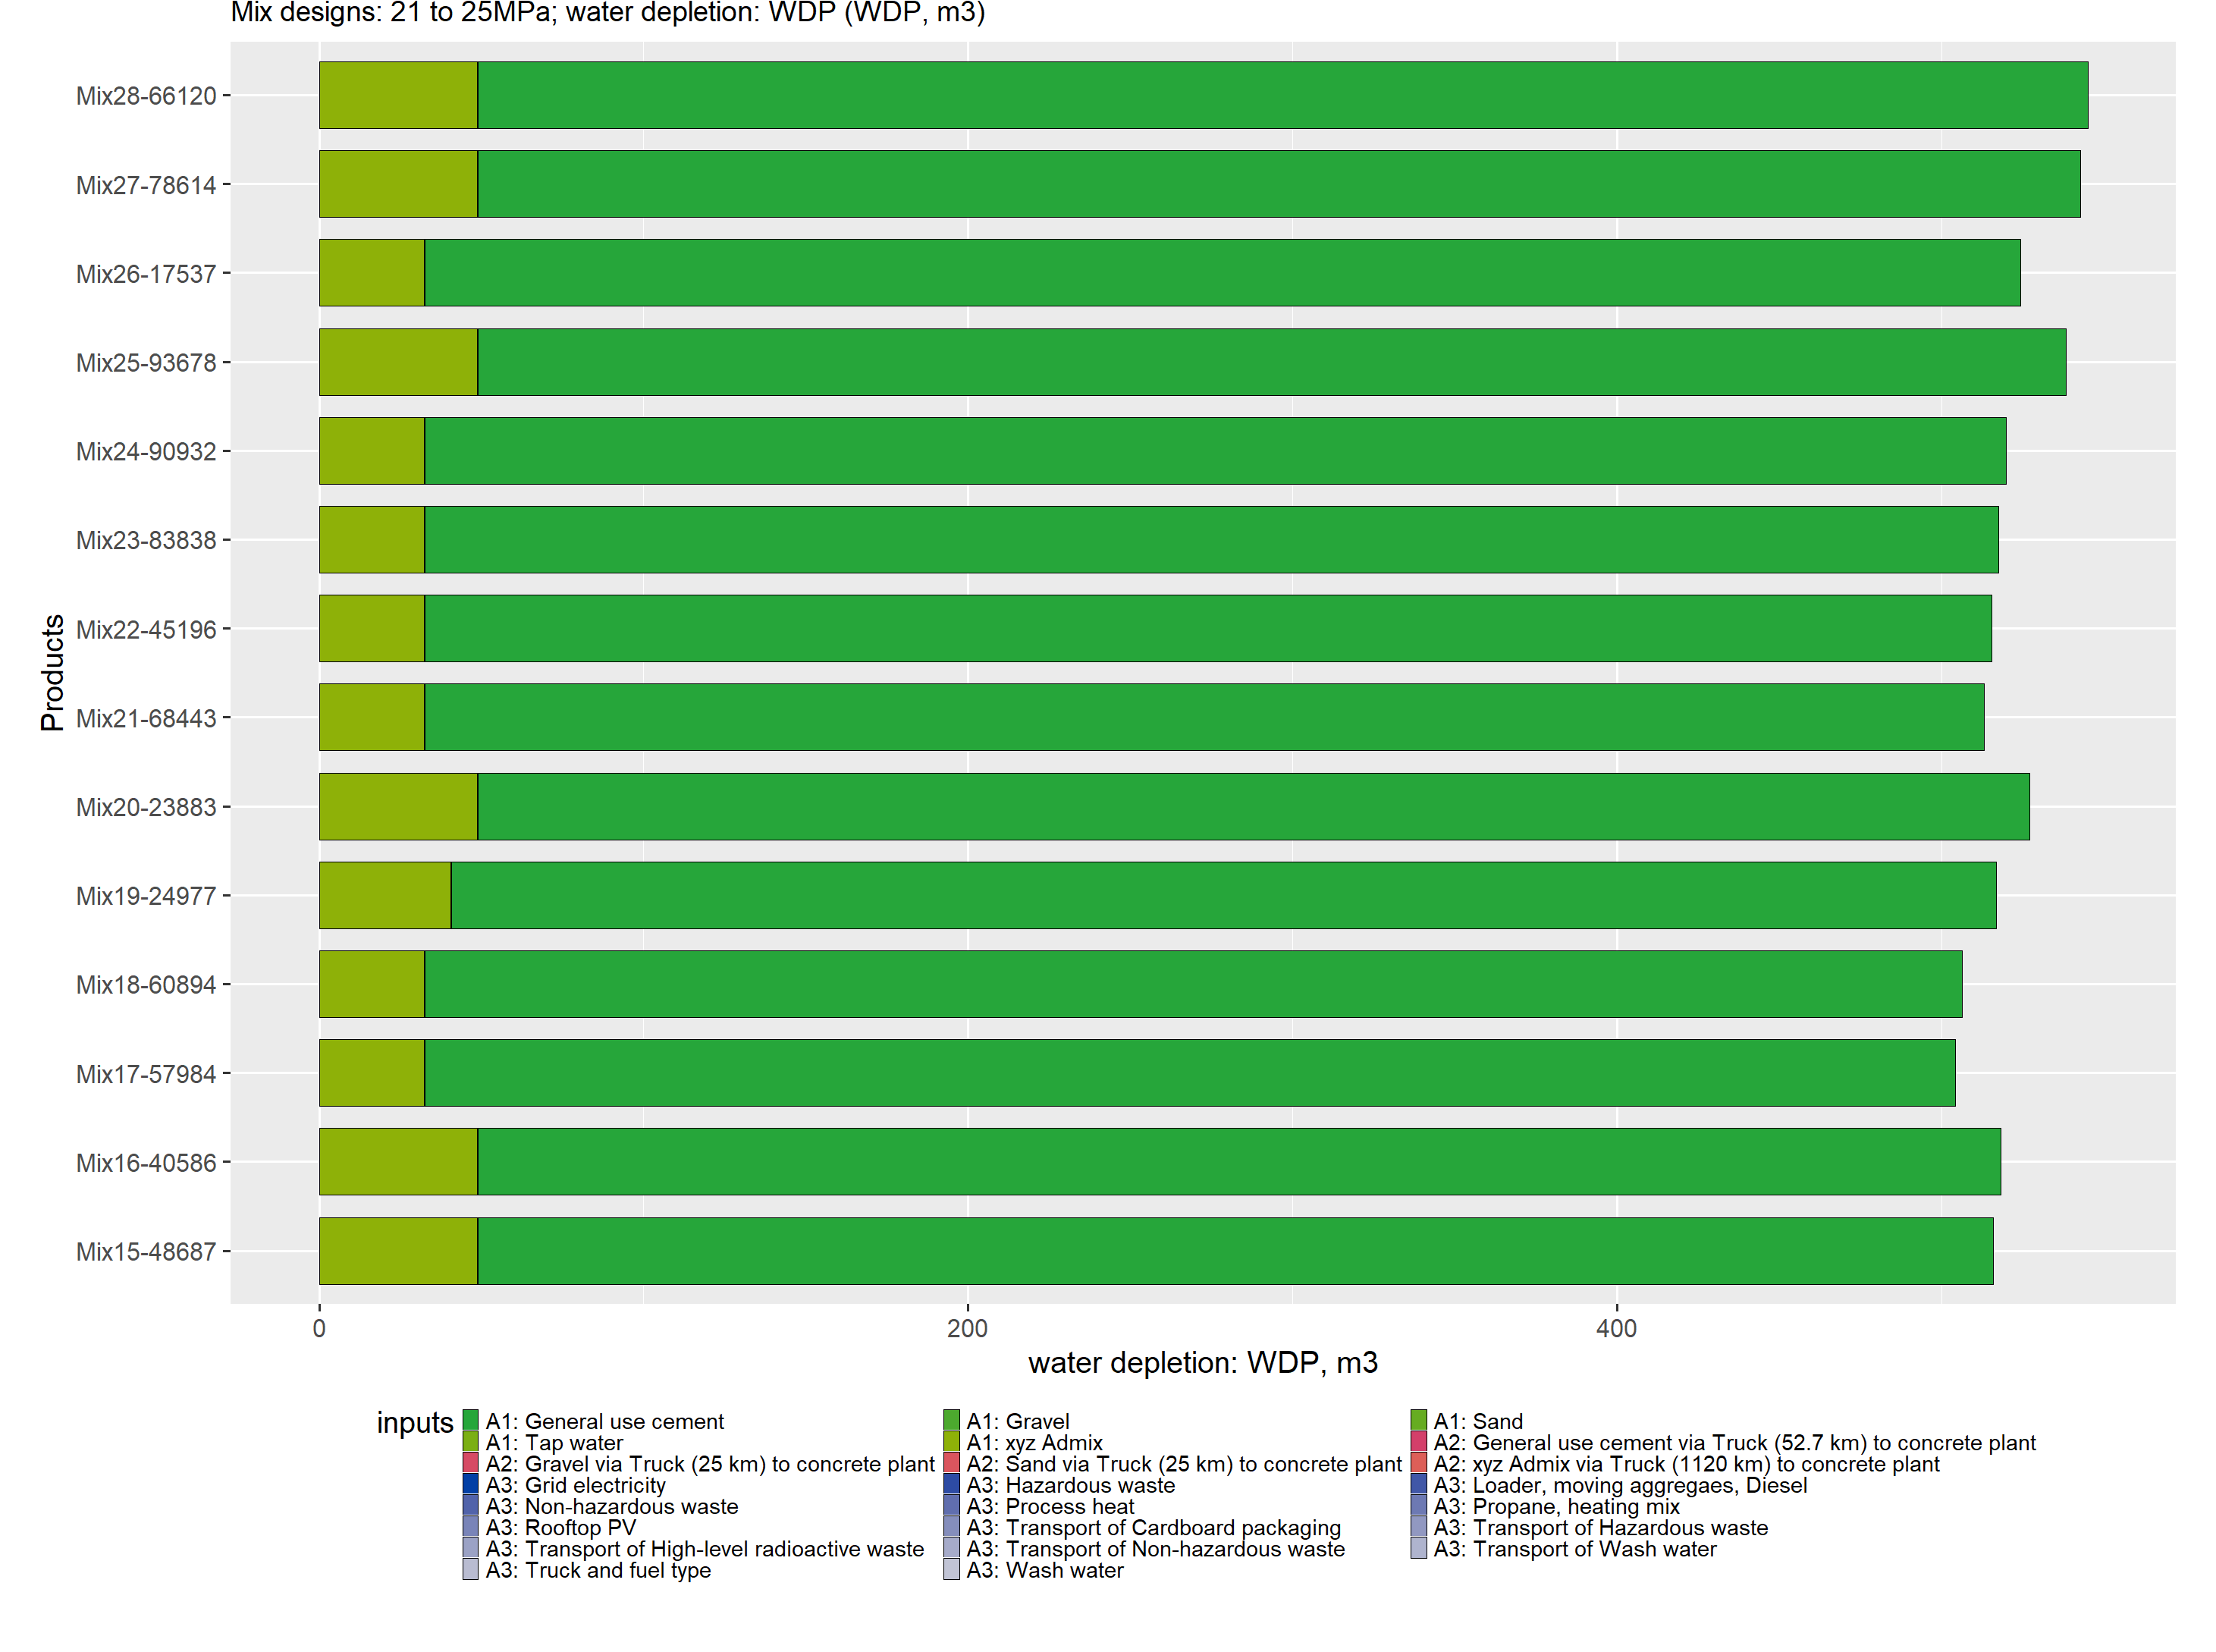 Mix designs: 21 to 25MPa; water depletion: WDP (WDP, m3)
Mix28-66120
Mix27-78614
Mix26-17537
Mix25-93678
Mix24-90932
Mix23-83838
Mix22-45196
Mix21-68443
Mix20-23883
Mix19-24977
Mix18-60894
Mix17-57984
Mix16-40586
Mix15-48687
Products
0 200 400
water depletion: WDP, m3
inputs
A1: General use cement A1: Gravel A1: Sand
A1: Tap water A1: xyz Admix A2: General use cement via Truck (52.7 km) to concrete plant
A2: Gravel via Truck (25 km) to concrete plant A2: Sand via Truck (25 km) to concrete plant A2: xyz Admix via Truck (1120 km) to concrete plant
A3: Grid electricity A3: Hazardous waste A3: Loader, moving aggregaes, Diesel
A3: Non-hazardous waste A3: Process heat A3: Propane, heating mix
A3: Rooftop PV A3: Transport of Cardboard packaging A3: Transport of Hazardous waste
A3: Transport of High-level radioactive waste A3: Transport of Non-hazardous waste A3: Transport of Wash water
A3: Truck and fuel type A3: Wash water